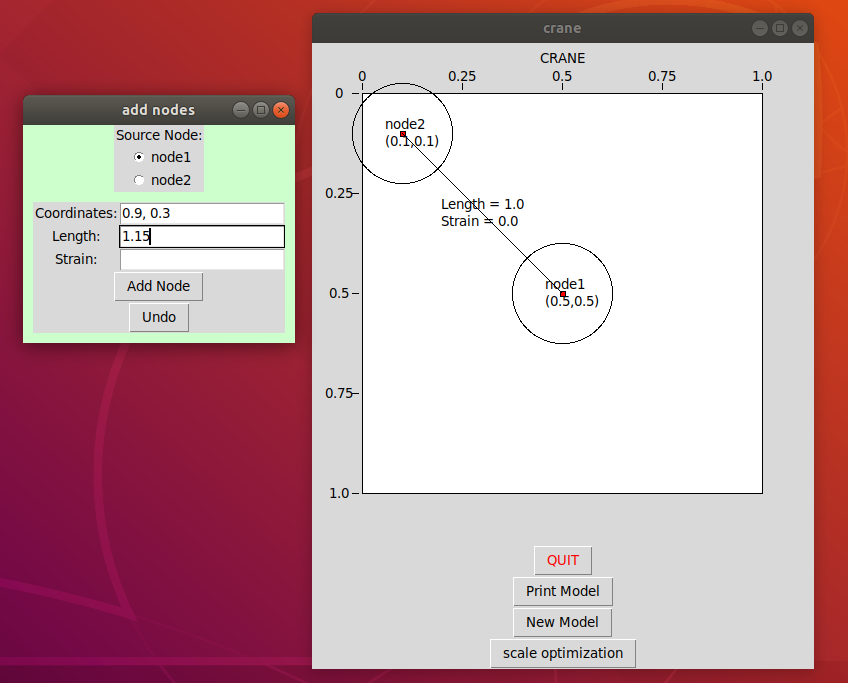 add nodes
Source Node:
node1
node2
Coordinates: 0.9, 0.3
Length: 1.15
Strain:
Add Node
Undo
crane
CRANE
0 0.25 0.5 0.75 1.0
0
0.25
0.5
0.75
1.0
node2
(0.1,0.1)
Length = 1.0
Strain = 0.0
node1
(0.5,0.5)
QUIT
Print Model
New Model
scale optimization